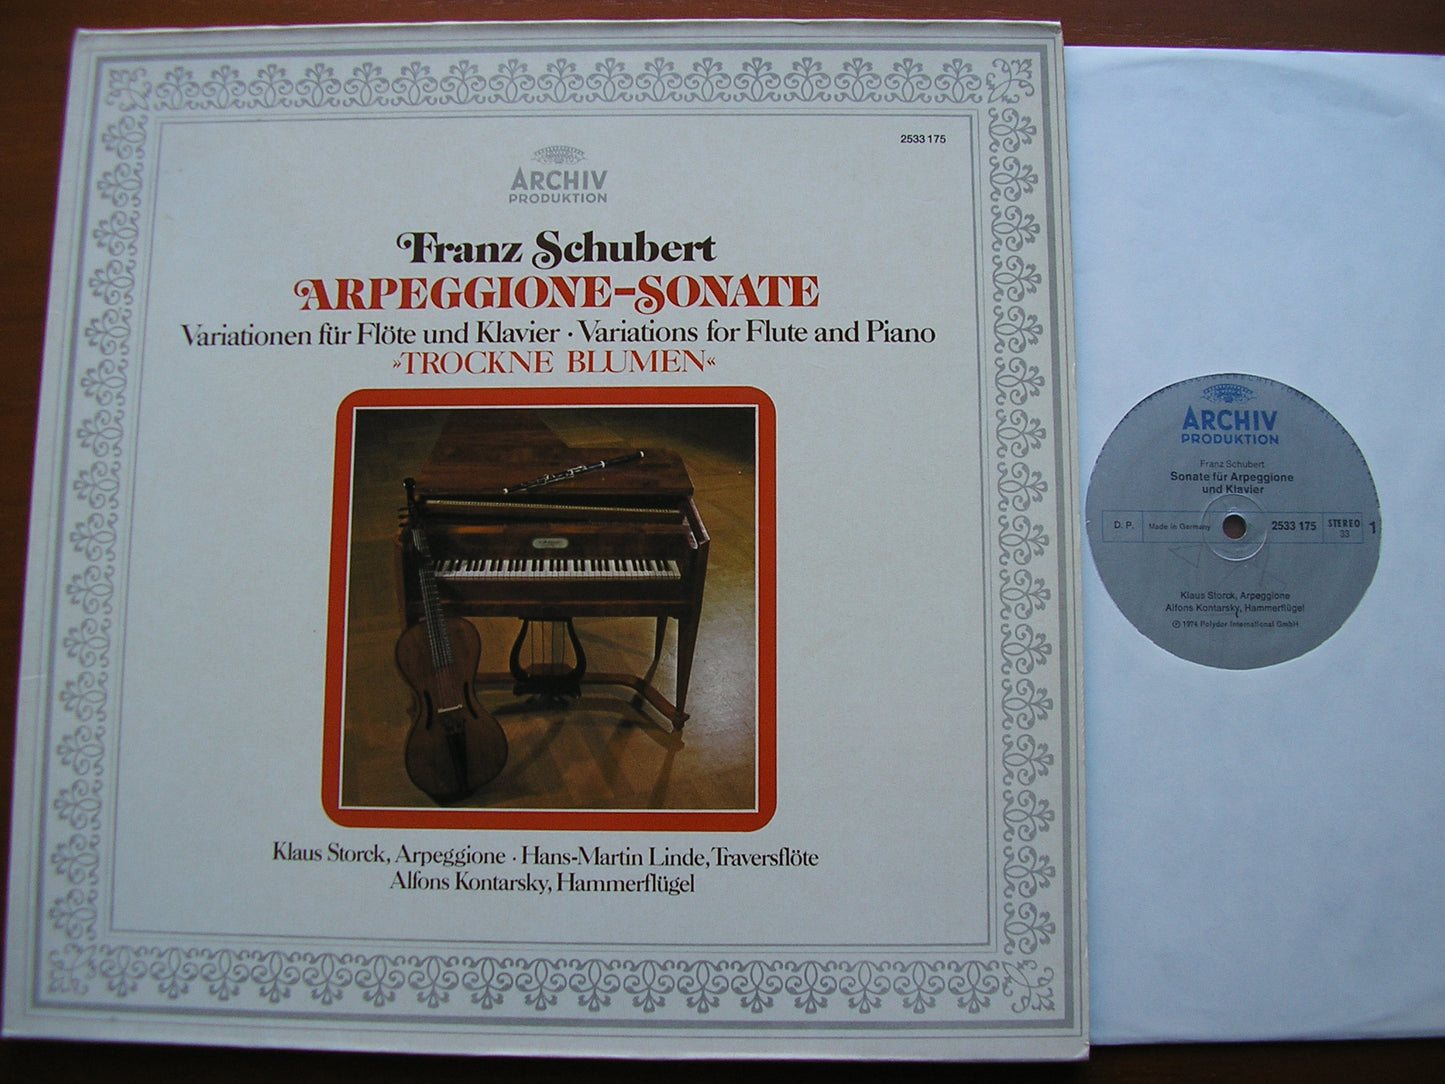 2533 175
ARCHIV
PRODUKTION
Franz Schubert
ARPEGGIONE-SONATE
Variationen für Flöte und Klavier · Variations for Flute and Piano
»TROCKNE BLUMEN«
Klaus Storck, Arpeggione · Hans-Martin Linde, Traversflöte
Alfons Kontarsky, Hammerflügel
ARCHIV
PRODUKTION
Franz Schubert
Sonate für Arpeggione
und Klavier
D. P.
Made in Germany
2533 175
STEREO
33
1
Klaus Storck, Arpeggione
Alfons Kontarsky, Hammerflügel
℗ 1974 Polydor International GmbH